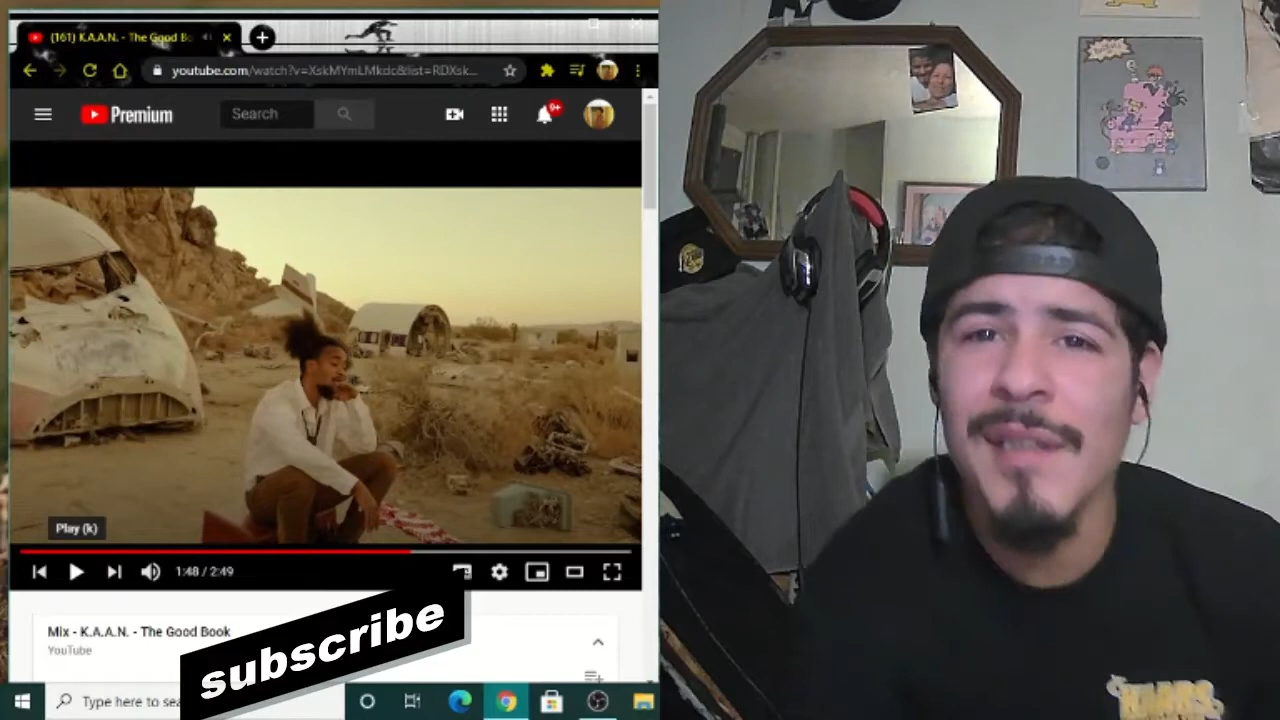 (161) K.A.A.N. - The Good B
youtube.com/watch?v=XskMYmLMkdc&list=RDXsk...
Premium
Search
9+
Play (k)
1:48 / 2:49
Mix - K.A.A.N. - The Good Book
YouTube
subscribe
Type here to sea